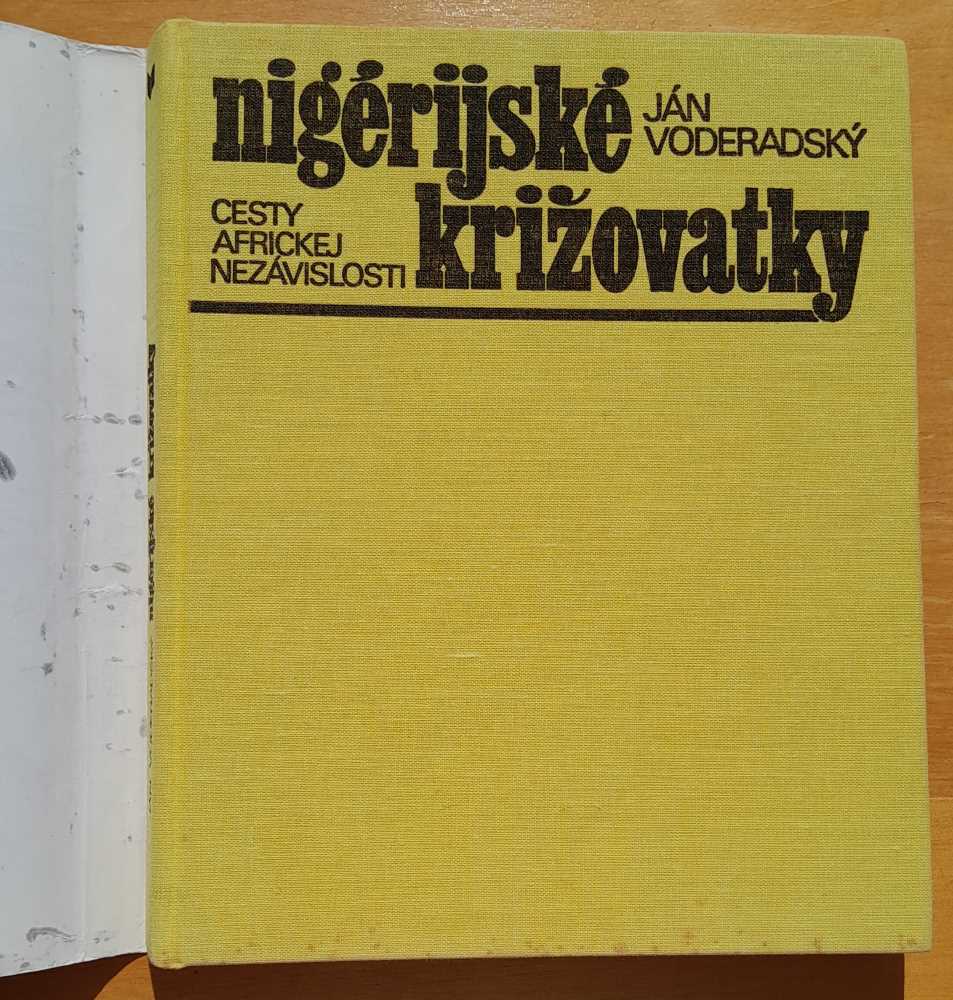 nigérijské
JÁN
VODERADSKÝ
CESTY
AFRICKEJ
NEZÁVISLOSTI
križovatky